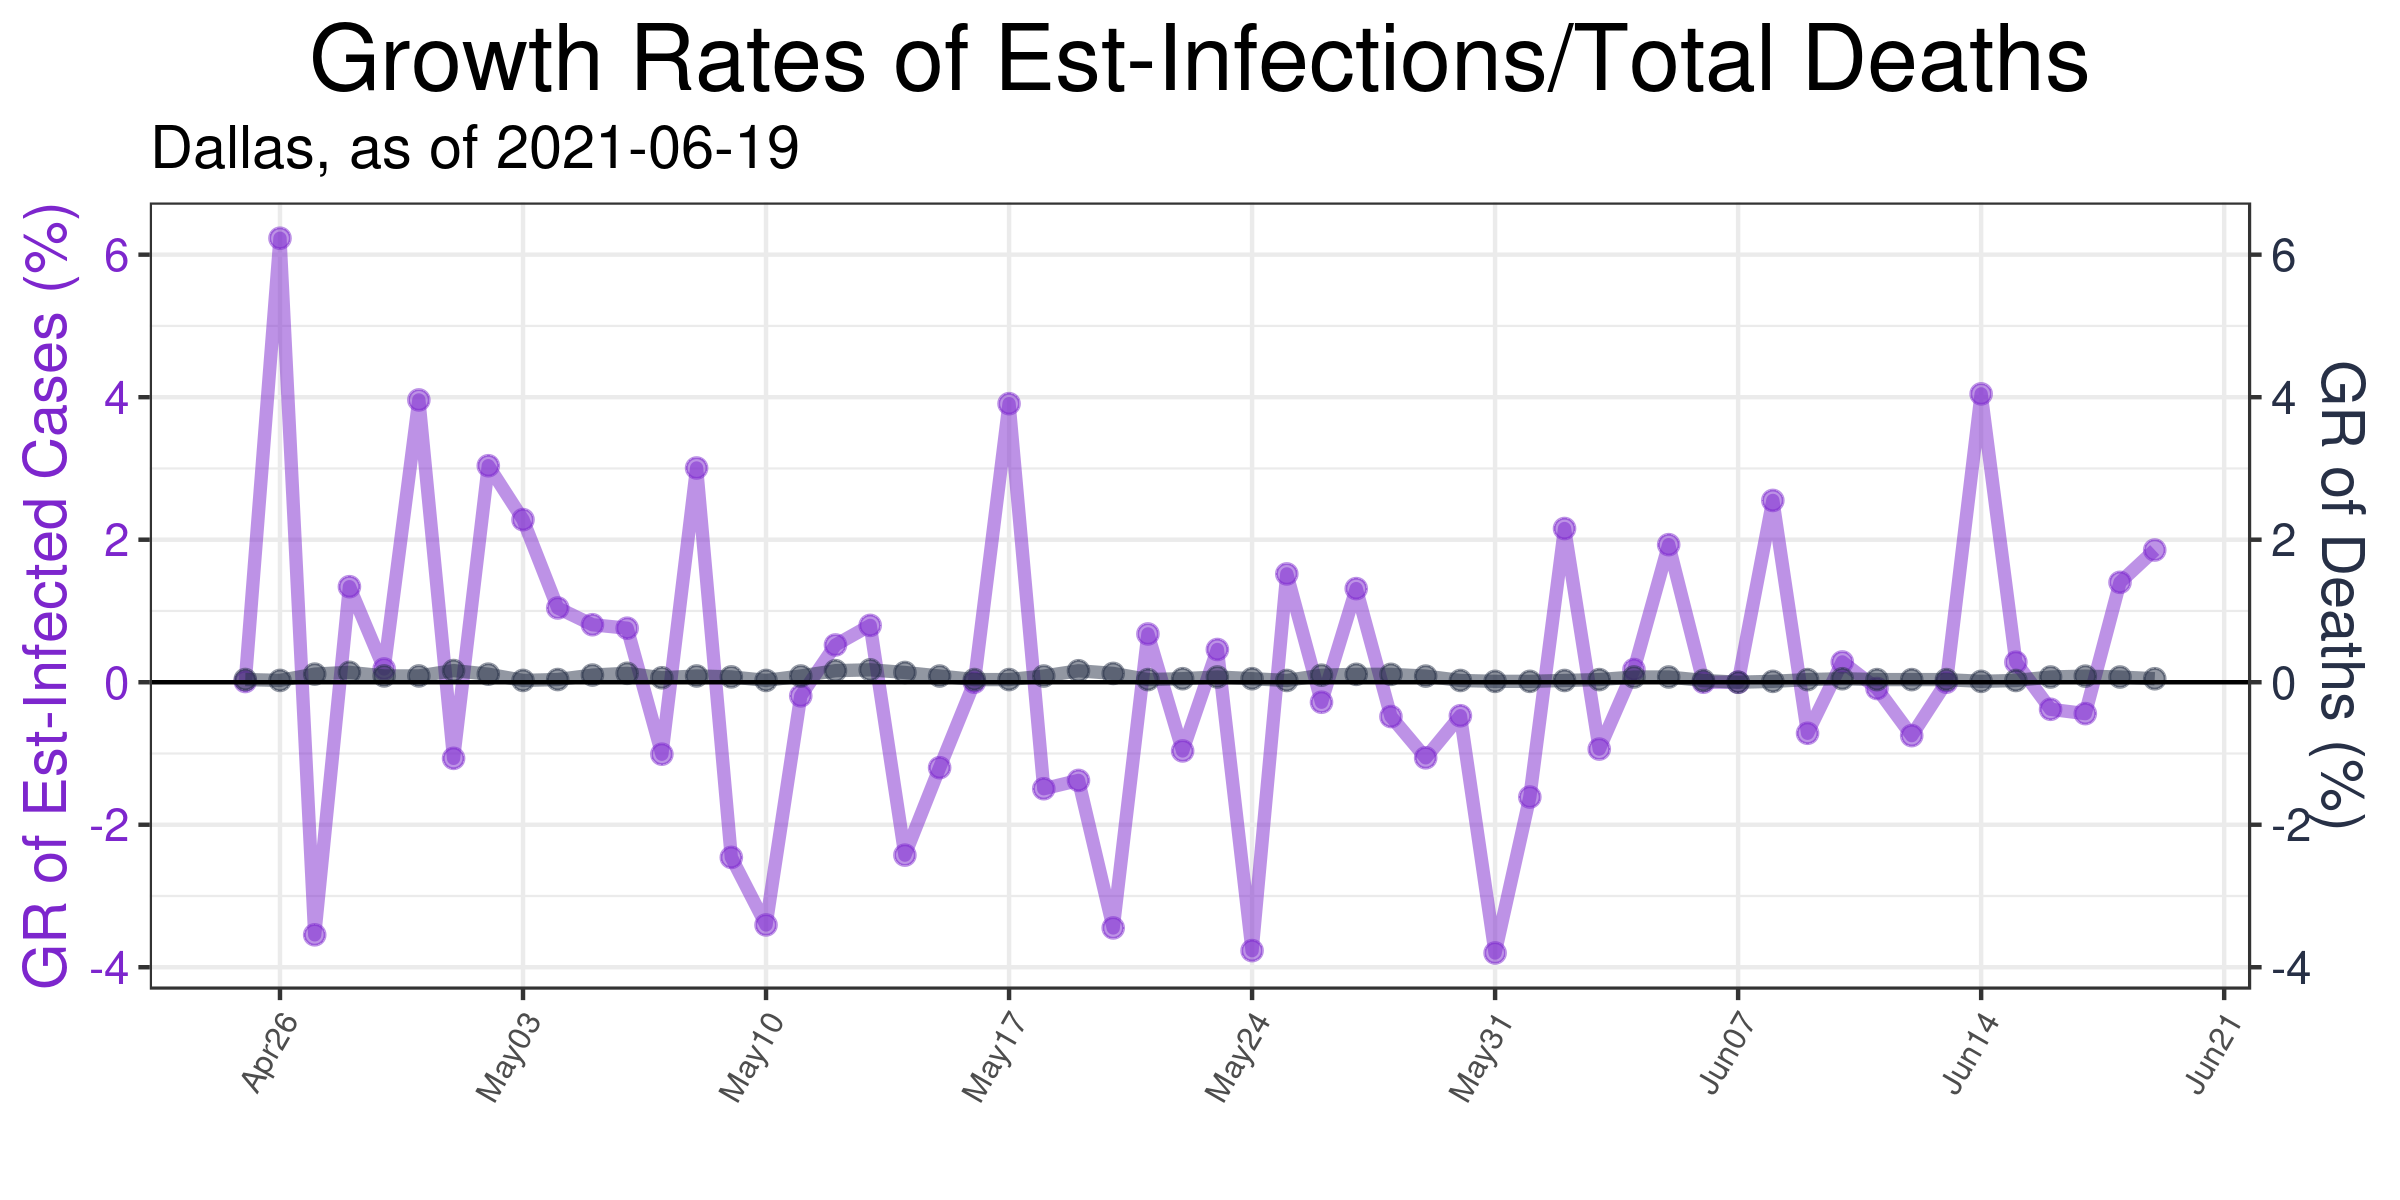 Growth Rates of Est-Infections/Total Deaths
Dallas, as of 2021-06-19
GR of Est-Infected Cases (%)
6
4
2
0
-2
-4
6
4
2
0
-2
-4
GR of Deaths (%)
Apr26
May03
May10
May17
May24
May31
Jun07
Jun14
Jun21